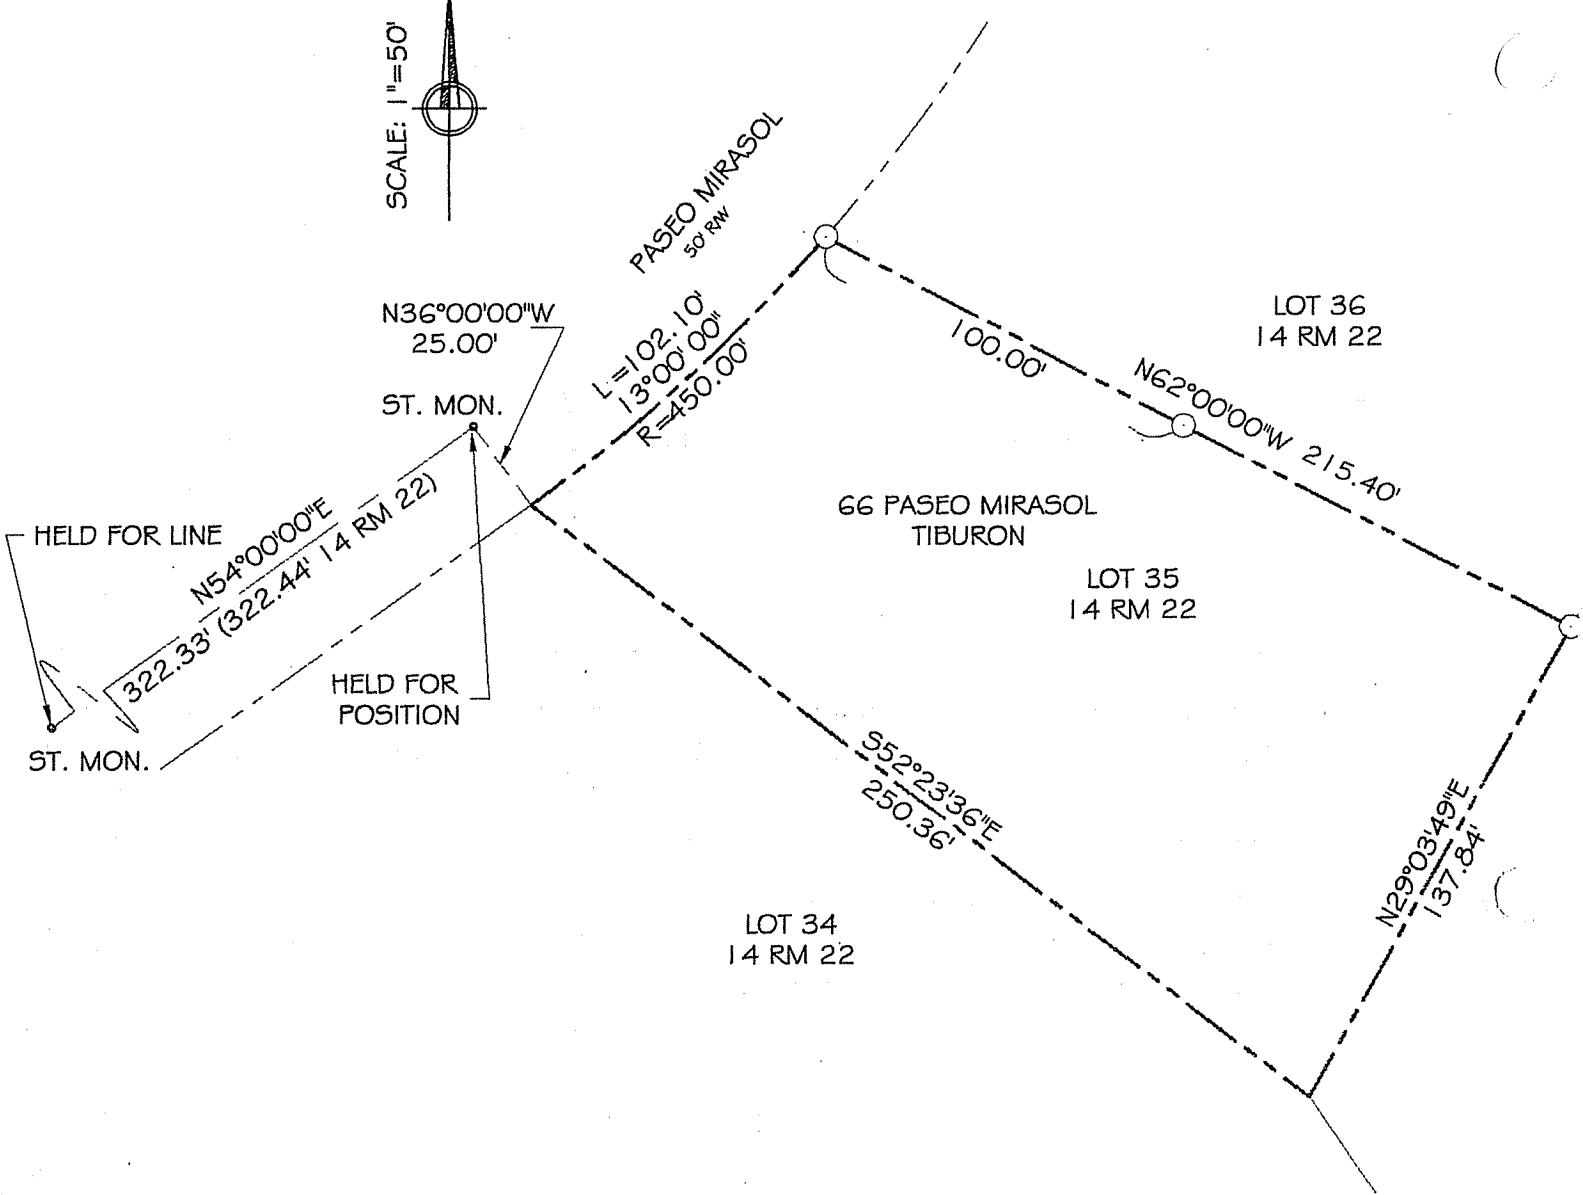 SCALE: 1"=50'
PASEO MIRASOL
50' R/W
N36°00'00"W
25.00'
ST. MON.
L=102.10'
13°00'00"
R=450.00'
100.00'
N62°00'00"W 215.40'
LOT 36
14 RM 22
HELD FOR LINE
N54°00'00"E
322.33' (322.44' 14 RM 22)
66 PASEO MIRASOL
TIBURON
LOT 35
14 RM 22
HELD FOR
POSITION
ST. MON.
S52°23'36"E
250.36'
N29°03'49"E
137.84'
LOT 34
14 RM 22